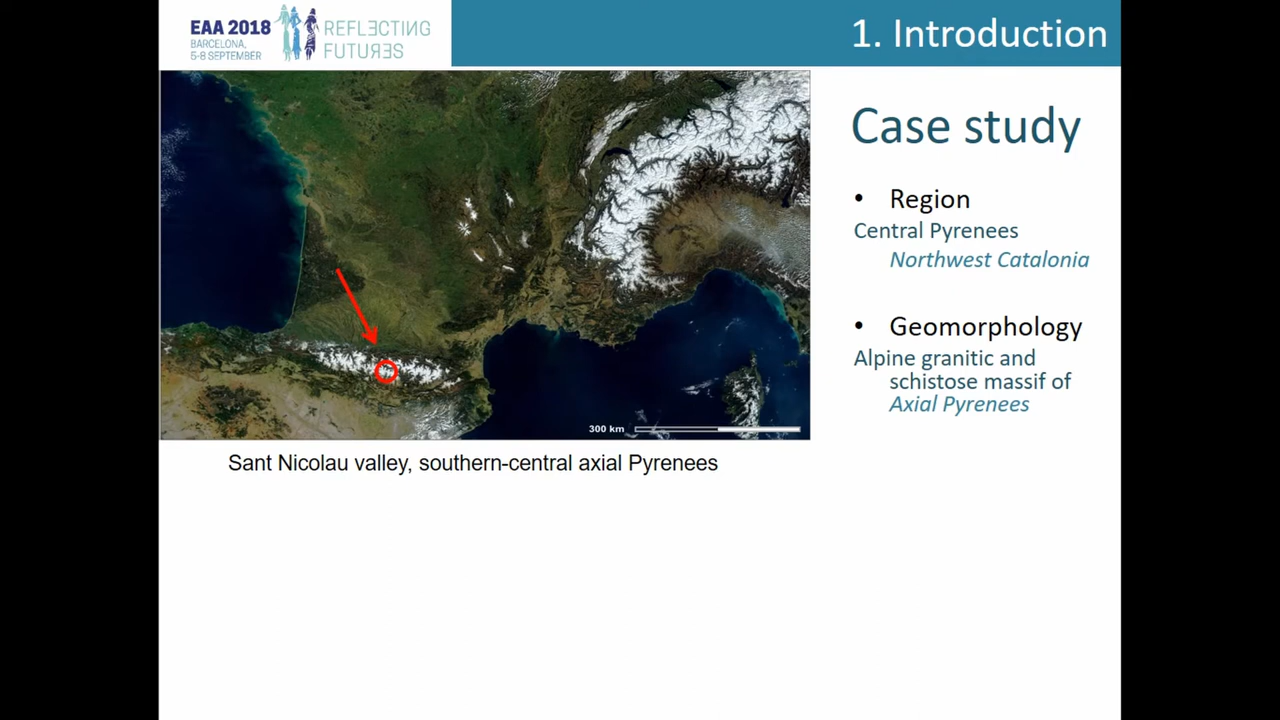 EAA 2018
BARCELONA,
5-8 SEPTEMBER
REFLECTING
FUTURES
1. Introduction
300 km
Sant Nicolau valley, southern-central axial Pyrenees
Case study
• Region
Central Pyrenees
Northwest Catalonia
• Geomorphology
Alpine granitic and
schistose massif of
Axial Pyrenees